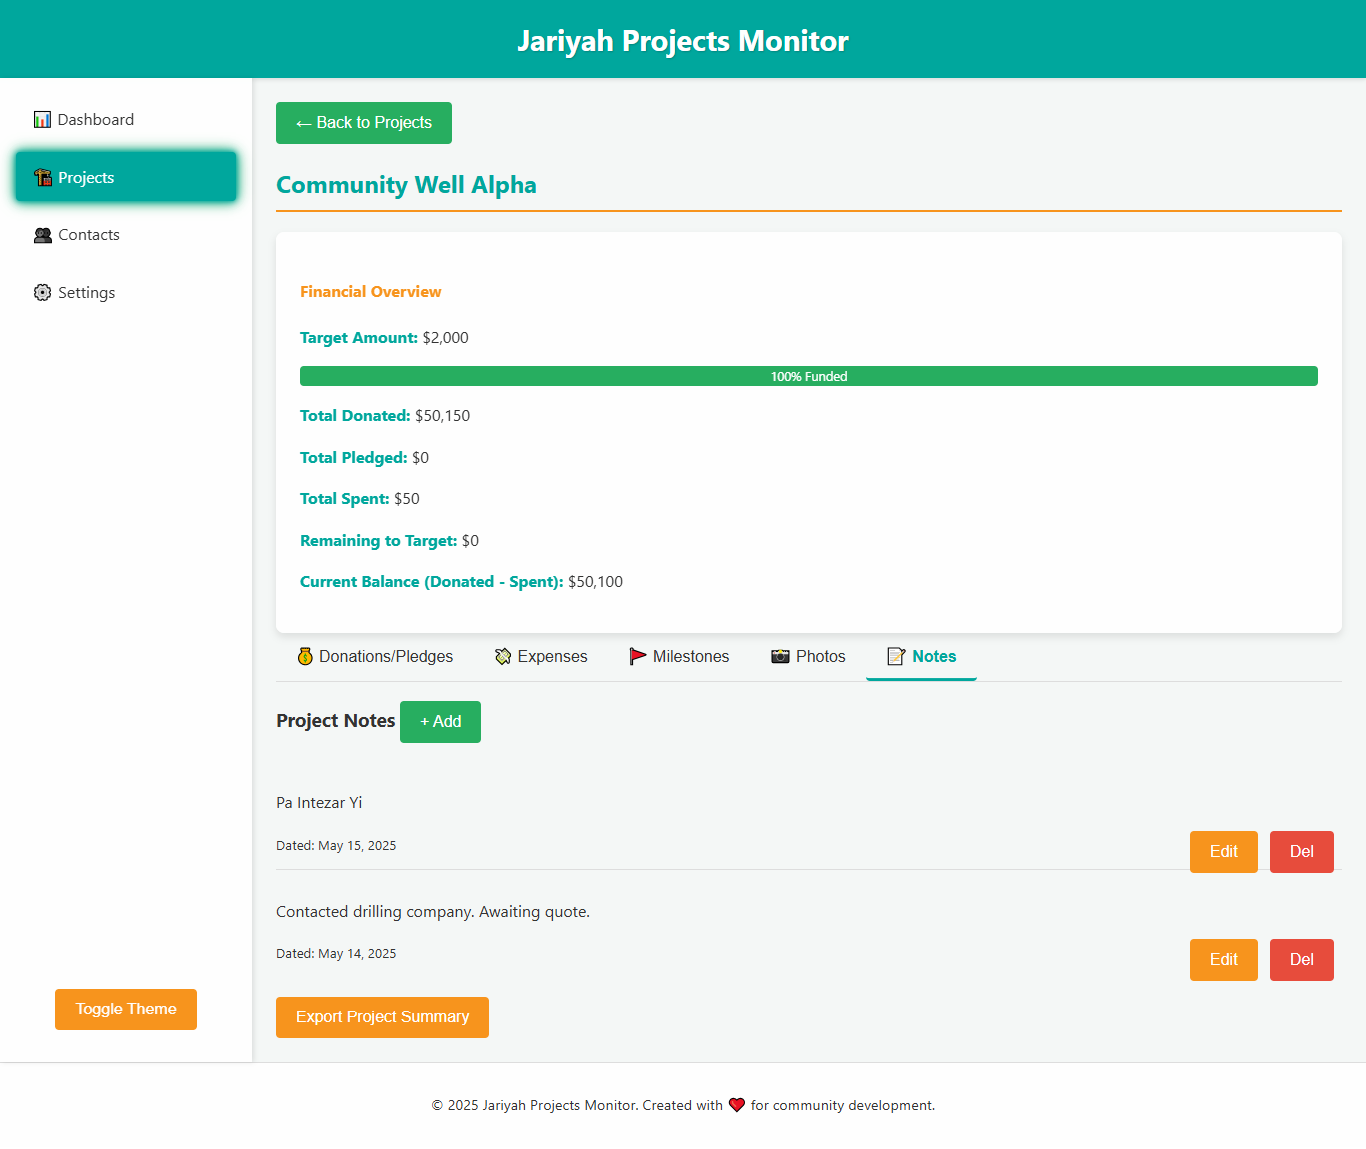 Jariyah Projects Monitor
Dashboard
Projects
Contacts
Settings
Toggle Theme
← Back to Projects
Community Well Alpha
Financial Overview
Target Amount: $2,000
100% Funded
Total Donated: $50,150
Total Pledged: $0
Total Spent: $50
Remaining to Target: $0
Current Balance (Donated - Spent): $50,100
Donations/Pledges Expenses Milestones Photos Notes
Project Notes + Add
Pa Intezar Yi
Dated: May 15, 2025
Edit Del
Contacted drilling company. Awaiting quote.
Dated: May 14, 2025
Edit Del
Export Project Summary
© 2025 Jariyah Projects Monitor. Created with ❤️ for community development.